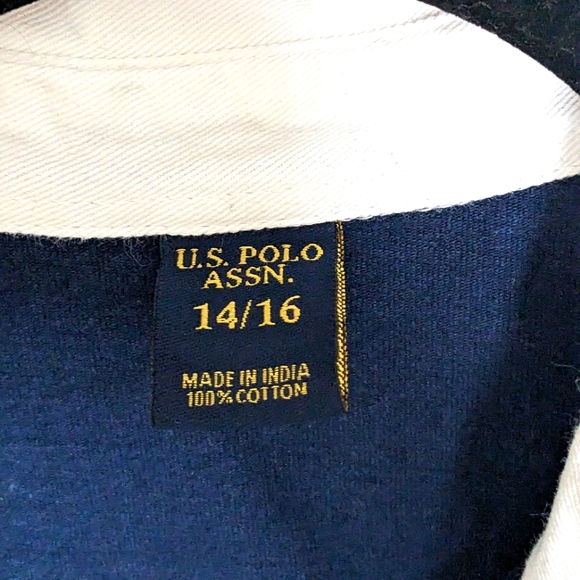 U.S. POLO
ASSN.
14/16
MADE IN INDIA
100% COTTON